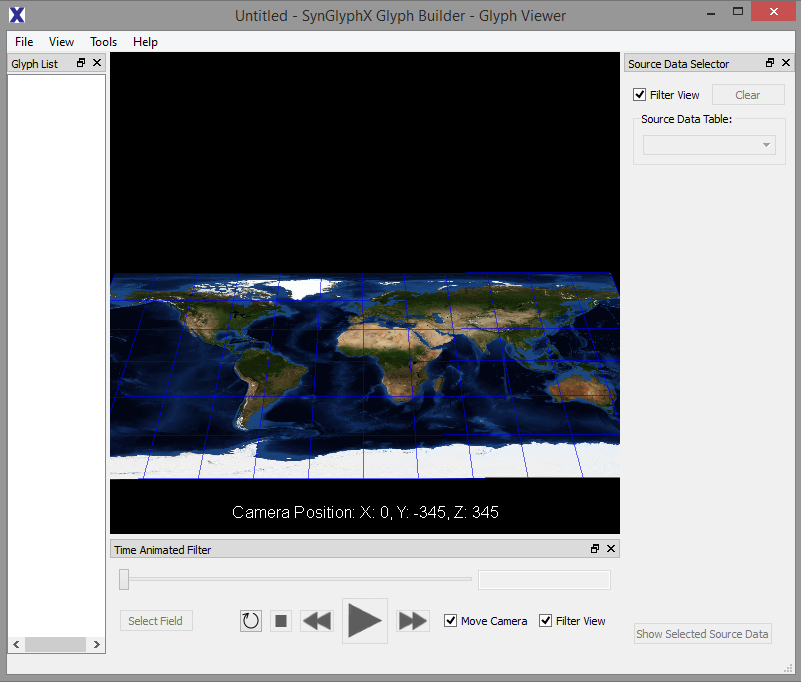 Untitled - SynGlyphX Glyph Builder - Glyph Viewer
File View Tools Help
Glyph List
Source Data Selector
Filter View Clear
Source Data Table:
Camera Position: X: 0, Y: -345, Z: 345
Time Animated Filter
Select Field Move Camera Filter View
Show Selected Source Data